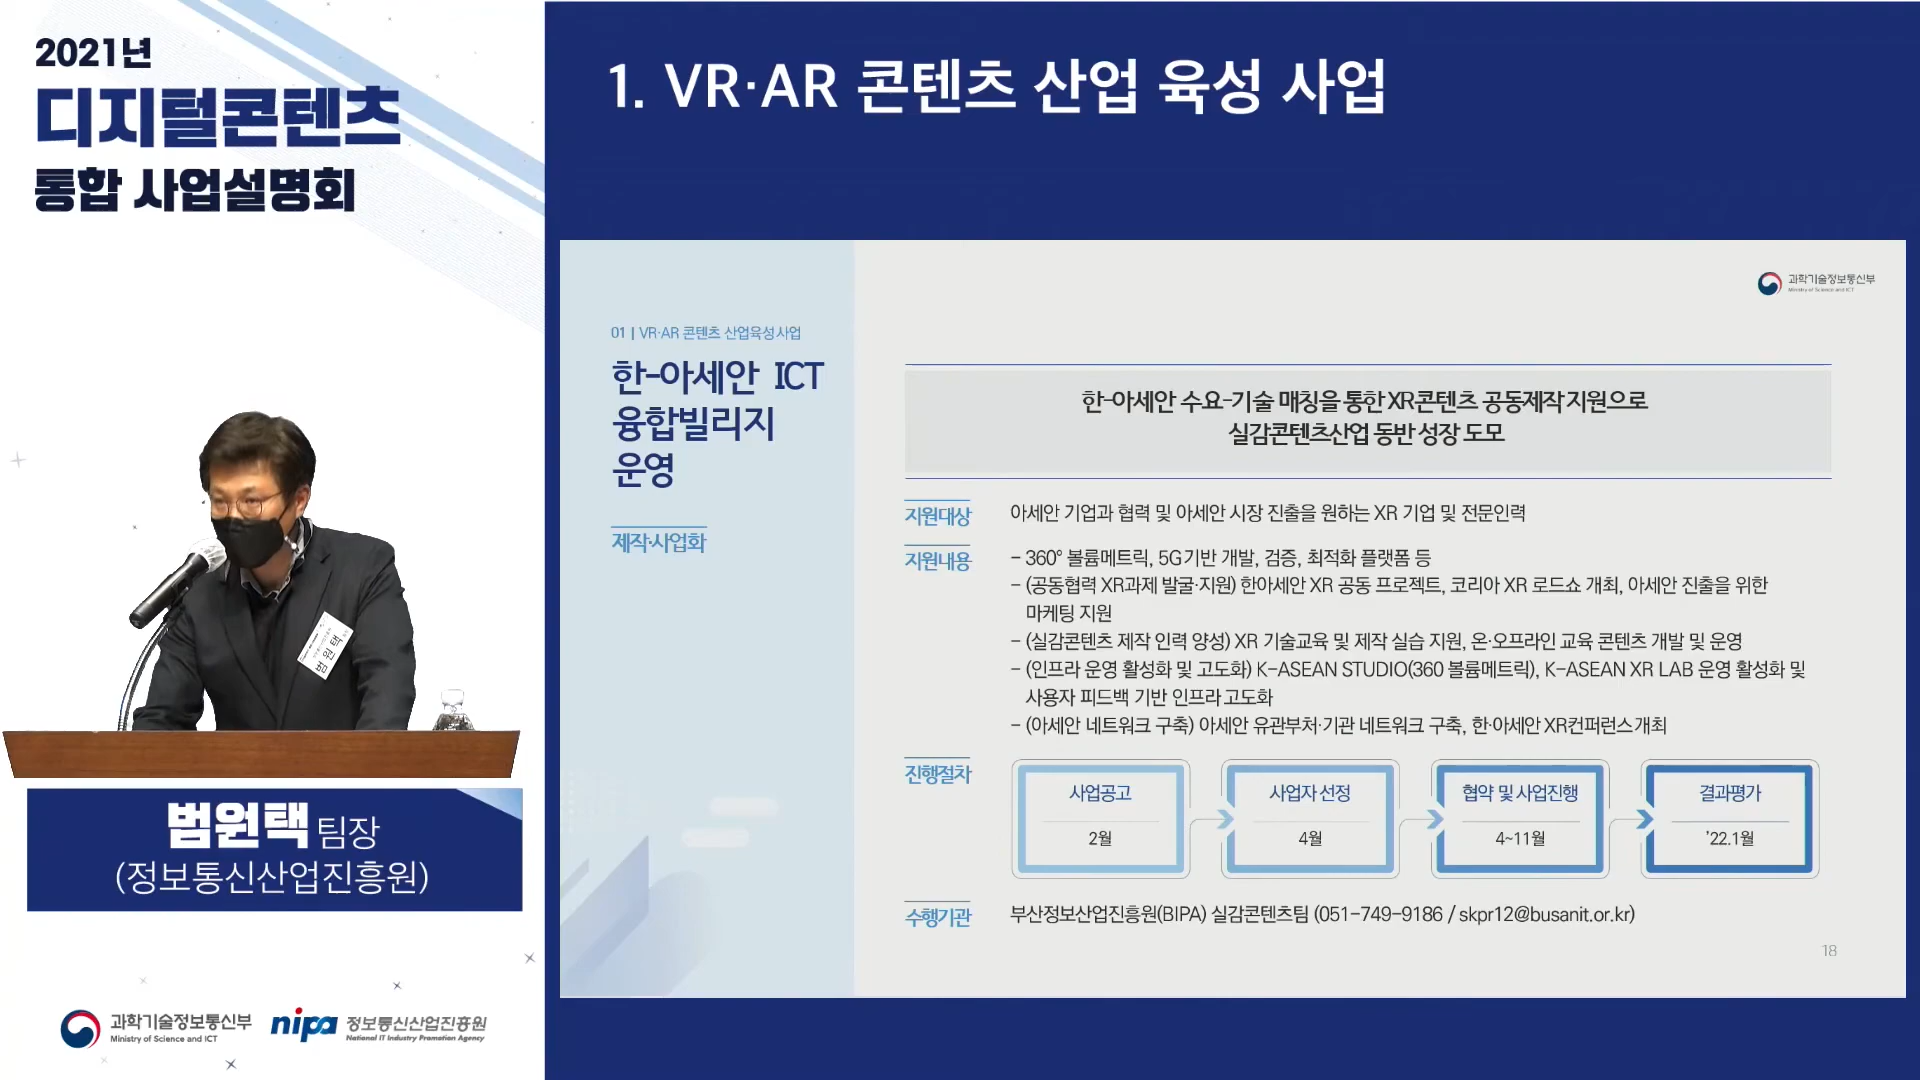 2021년
디지털콘텐츠
통합 사업설명회
범원택
범원택 팀장
(정보통신산업진흥원)
과학기술정보통신부
Ministry of Science and ICT
nipa 정보통신산업진흥원
National IT Industry Promotion Agency
1. VR·AR 콘텐츠 산업 육성 사업
과학기술정보통신부
Ministry of Science and ICT
01 | VR·AR 콘텐츠 산업육성사업
한-아세안 ICT
융합빌리지
운영
제작·사업화
한-아세안 수요-기술 매칭을 통한 XR콘텐츠 공동제작 지원으로
실감콘텐츠산업 동반 성장 도모
지원대상
아세안 기업과 협력 및 아세안 시장 진출을 원하는 XR 기업 및 전문인력
지원내용
- 360° 볼륨메트릭, 5G기반 개발, 검증, 최적화 플랫폼 등
- (공동협력 XR과제 발굴·지원) 한아세안 XR 공동 프로젝트, 코리아 XR 로드쇼 개최, 아세안 진출을 위한
마케팅 지원
- (실감콘텐츠 제작 인력 양성) XR 기술교육 및 제작 실습 지원, 온·오프라인 교육 콘텐츠 개발 및 운영
- (인프라 운영 활성화 및 고도화) K-ASEAN STUDIO(360 볼륨메트릭), K-ASEAN XR LAB 운영 활성화 및
사용자 피드백 기반 인프라 고도화
- (아세안 네트워크 구축) 아세안 유관부처·기관 네트워크 구축, 한·아세안 XR컨퍼런스 개최
진행절차
사업공고
2월
사업자 선정
4월
협약 및 사업진행
4~11월
결과평가
'22.1월
수행기관
부산정보산업진흥원(BIPA) 실감콘텐츠팀 (051-749-9186 / skpr12@busanit.or.kr)
18